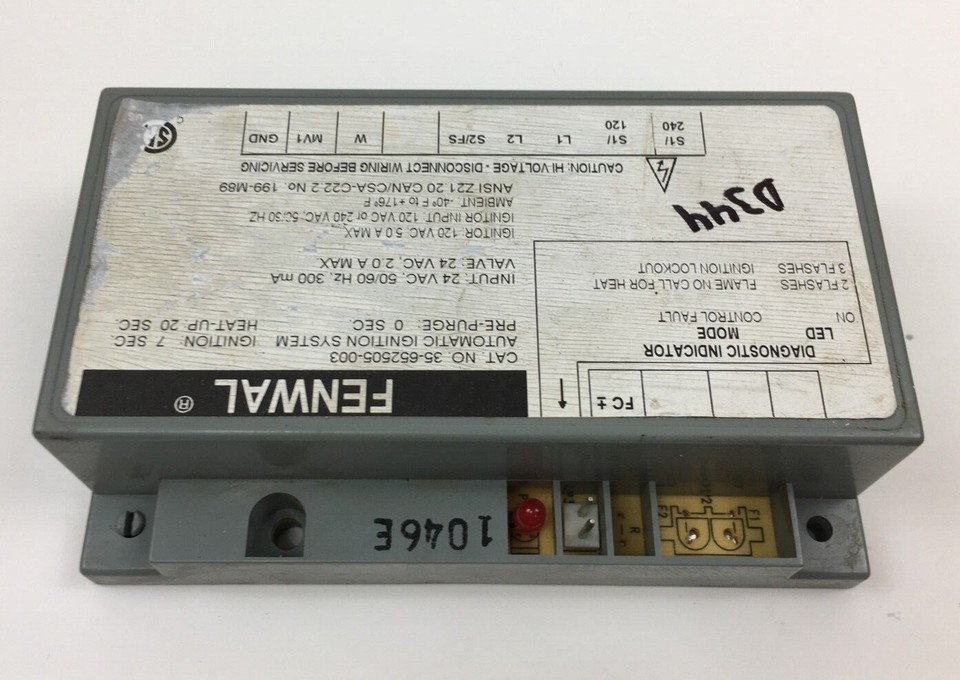 1046E
R
F2
F1
FC ±
FENWAL ®
DIAGNOSTIC INDICATOR
LED MODE
ON CONTROL FAULT
2 FLASHES FLAME NO CALL FOR HEAT
3 FLASHES IGNITION LOCKOUT
CAT. NO. 35-652505-003
AUTOMATIC IGNITION SYSTEM IGNITION: 7 SEC.
PRE-PURGE: 0 SEC. HEAT-UP: 20 SEC.
INPUT: 24 VAC, 50/60 Hz, 300 mA
VALVE: 24 VAC, 2.0 A MAX
IGNITOR: 120 VAC, 5.0 A MAX
IGNITOR INPUT: 120 VAC or 240 VAC, 50/60 HZ
AMBIENT: -40°F to +176°F
ANSI Z21.20 CAN/CSA-C22.2 No. 199-M89
D344
CAUTION: HI VOLTAGE - DISCONNECT WIRING BEFORE SERVICING
S1/ 240
S1/ 120
L1
L2
S2/FS
W
MV1
GND
C US